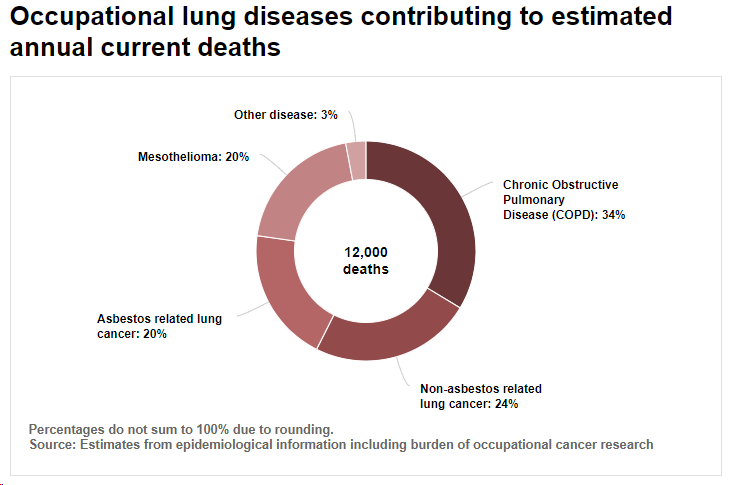 Occupational lung diseases contributing to estimated
annual current deaths
Other disease: 3%
Mesothelioma: 20%
Chronic Obstructive
Pulmonary
Disease (COPD): 34%
12,000
deaths
Asbestos related lung
cancer: 20%
Non-asbestos related
lung cancer: 24%
Percentages do not sum to 100% due to rounding.
Source: Estimates from epidemiological information including burden of occupational cancer research